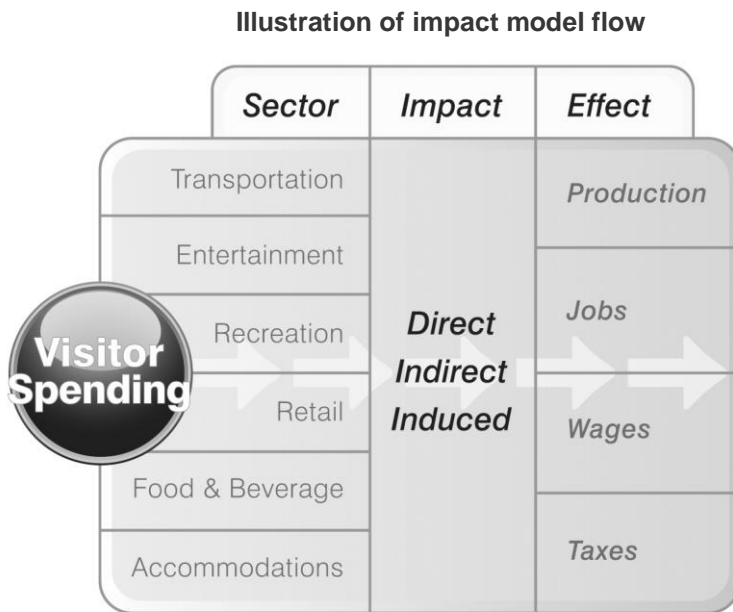 Illustration of impact model flow
Sector
Impact
Effect
Transportation
Entertainment
Recreation
Retail
Food & Beverage
Accommodations
Visitor
Spending
Direct
Indirect
Induced
Production
Jobs
Wages
Taxes